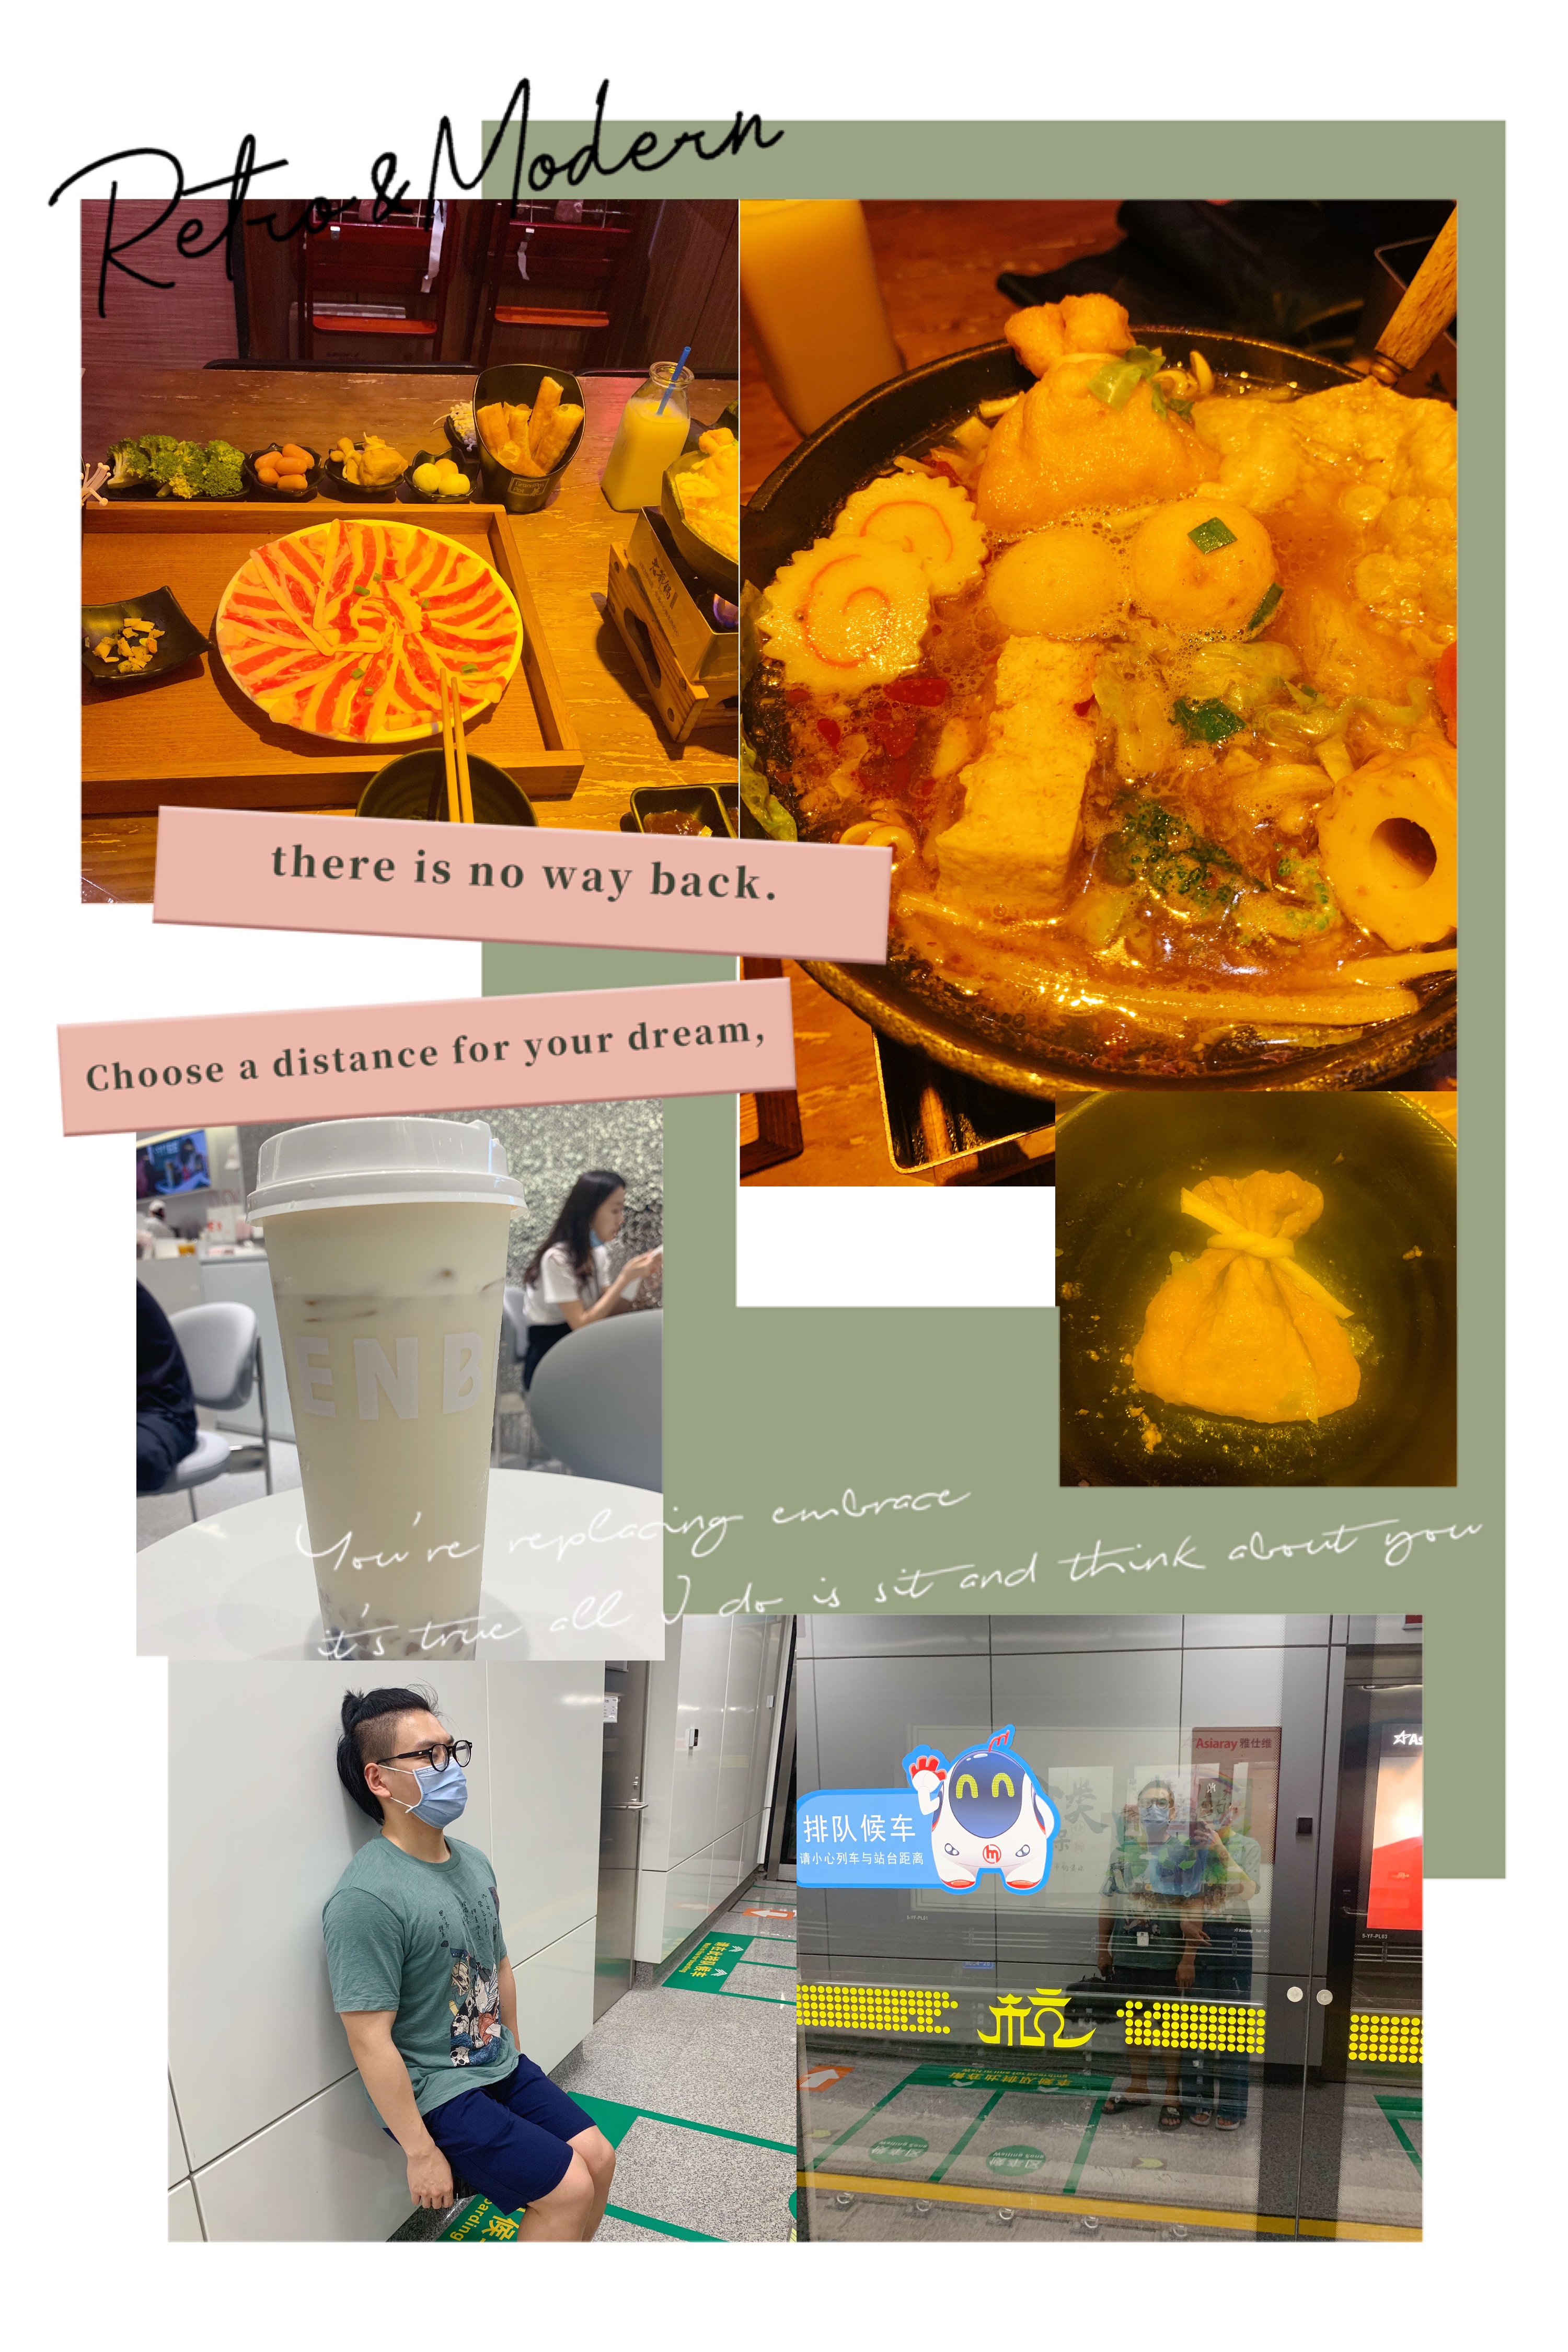 Retro & Modern
there is no way back.
Choose a distance for your dream,
ENB
You're replacing embrace
it's true all I do is sit and think about you
Asiaray 雅仕维
排队候车
请小心列车与站台距离
杭